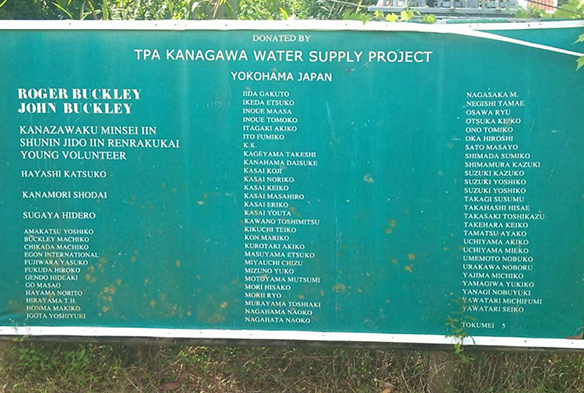 DONATED BY
TPA KANAGAWA WATER SUPPLY PROJECT
YOKOHAMA JAPAN
ROGER BUCKLEY
JOHN BUCKLEY
KANAZAWAKU MINSEI IIN
SHUNIN JIDO IIN RENRAKUKAI
YOUNG VOLUNTEER
HAYASHI KATSUKO
KANAMORI SHODAI
SUGAYA HIDERO
AMAKATSU YOSHIKO
BUCKLEY MACHIKO
CHIKADA MACHIKO
EGON INTERNATIONAL
FUJIWARA YASUKO
FUKUDA HIROKO
GENDO HIDEAKI
GO MASAO
HAYAMA NORITO
HIRAYAMA T.H.
HONMA MAKIKO
IGOTA YOSHIYUKI
IIDA GAKUTO
IKEDA ETSUKO
INOUE MAASA
INOUE TOMOKO
ITAGAKI AKIKO
ITO FUMIKO
K.K
KAGEYAMA TAKESHI
KANAHAMA DAISUKE
KASAI KOJI
KASAI NORIKO
KASAI KEIKO
KASAI MASAHIRO
KASAI ERIKO
KASAI YOUTA
KAWANO TOSHIMITSU
KIKUCHI TEIKO
KON MARIKO
KUROTAKI AKIKO
MASUYAMA ETSUKO
MIYAUCHI CHIZU
MIZUNO YUKO
MOTOYAMA MUTSUMI
MORI HISAKO
MORII RYO
MURAYAMA TOSHIAKI
NAGAHAMA NAOKO
NAGAHATA NAOKO
NAGASAKA M.
NEGISHI TAMAE
OSAWA RYU
OTSUKA KEIKO
ONO TOMIKO
OKA HIROSHI
SATO MASAYO
SHIMADA SUMIKO
SHIMAMURA KAZUKI
SUZUKI KAZUKO
SUZUKI YOSHIKO
SUZUKI YOSHIKO
TAKAGI SUSUMU
TAKAHASHI HISAE
TAKASAKI TOSHIKAZU
TAKEHARA KEIKO
TAMATSU AYAKO
UCHIYAMA AKIKO
UCHIYAMA MIEKO
UMEMOTO NOBUKO
URAKAWA NOBORU
YAJIMA MICHIKO
YAMAGIWA YUKIKO
YANAGI NOBUYUKI
YAWATARI MICHIFUMI
YAWATARI SEIKO
TOKUMEI 5